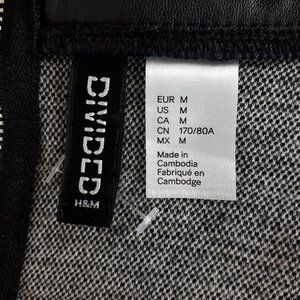 DIVIDED
H&M
EUR M
US M
CA M
CN 170/80A
MX M
Made in
Cambodia
Fabriqué en
Cambodge